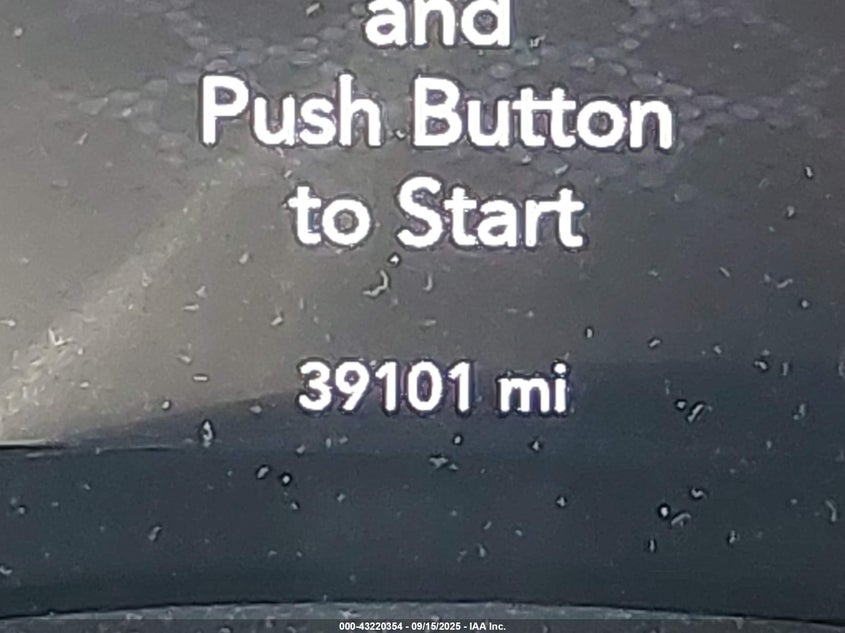 and
Push Button
to Start
39101 mi
000-43220354 - 09/15/2025 - IAA Inc.